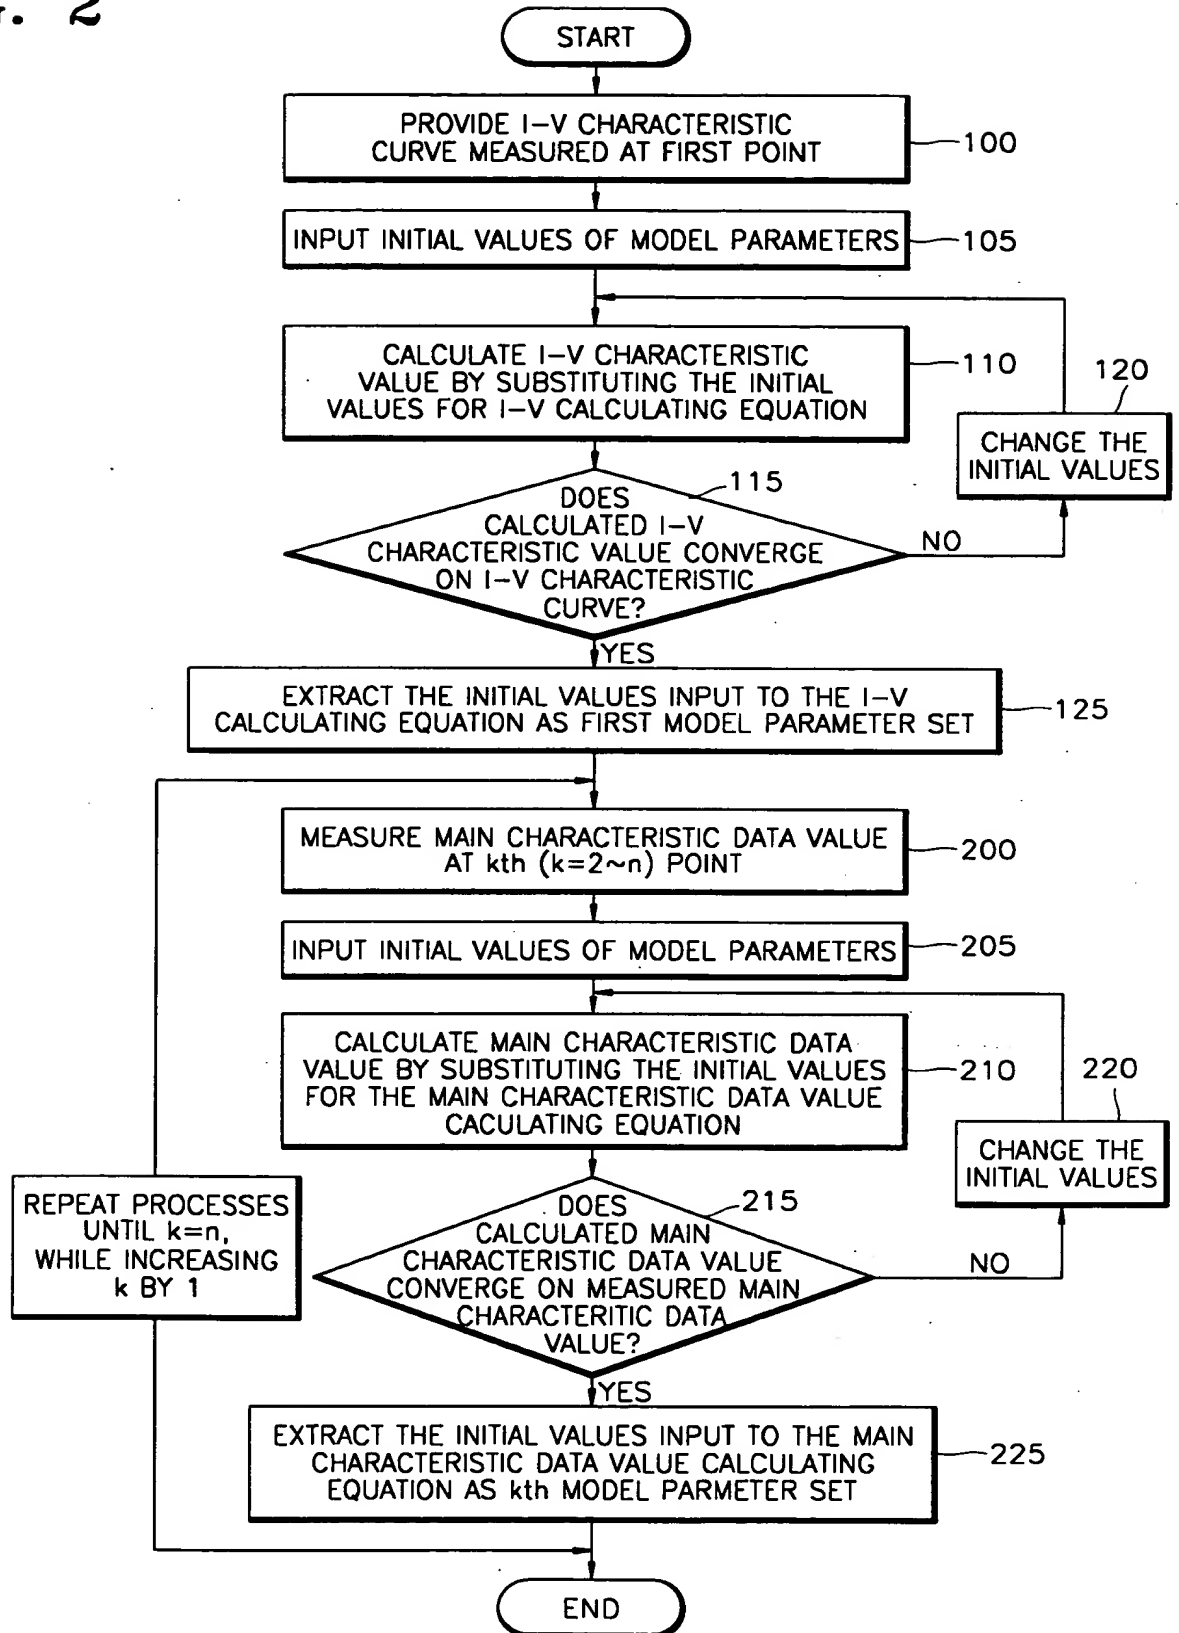 G. 2
START
PROVIDE I-V CHARACTERISTIC
CURVE MEASURED AT FIRST POINT
100
INPUT INITIAL VALUES OF MODEL PARAMETERS
105
CALCULATE I-V CHARACTERISTIC
VALUE BY SUBSTITUTING THE INITIAL
VALUES FOR I-V CALCULATING EQUATION
110
120
CHANGE THE
INITIAL VALUES
115
DOES
CALCULATED I-V
CHARACTERISTIC VALUE CONVERGE
ON I-V CHARACTERISTIC
CURVE?
NO
YES
EXTRACT THE INITIAL VALUES INPUT TO THE I-V
CALCULATING EQUATION AS FIRST MODEL PARAMETER SET
125
MEASURE MAIN CHARACTERISTIC DATA VALUE
AT kth (k=2~n) POINT
200
INPUT INITIAL VALUES OF MODEL PARAMETERS
205
CALCULATE MAIN CHARACTERISTIC DATA
VALUE BY SUBSTITUTING THE INITIAL VALUES
FOR THE MAIN CHARACTERISTIC DATA VALUE
CACULATING EQUATION
210
220
CHANGE THE
INITIAL VALUES
REPEAT PROCESSES
UNTIL k=n,
WHILE INCREASING
k BY 1
215
DOES
CALCULATED MAIN
CHARACTERISTIC DATA VALUE
CONVERGE ON MEASURED MAIN
CHARACTERITIC DATA
VALUE?
NO
YES
EXTRACT THE INITIAL VALUES INPUT TO THE MAIN
CHARACTERISTIC DATA VALUE CALCULATING
EQUATION AS kth MODEL PARMETER SET
225
END